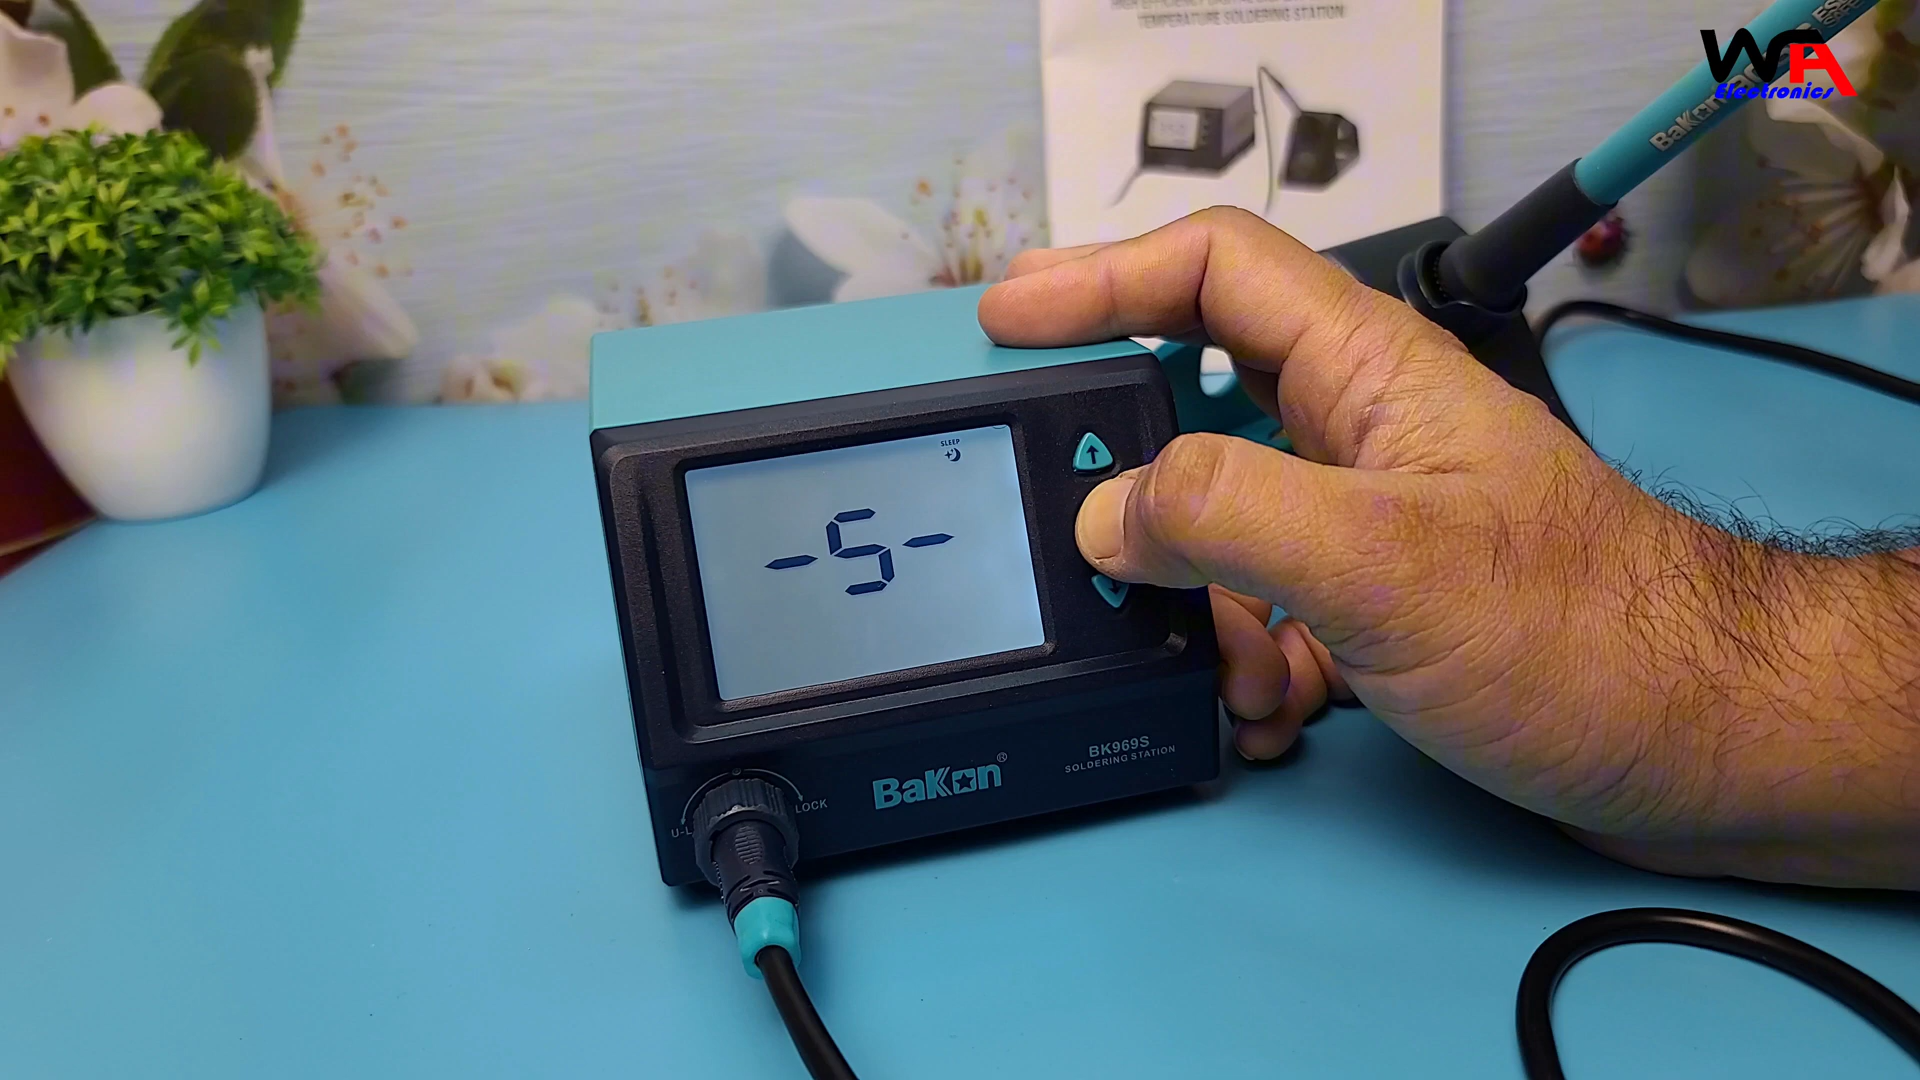 TEMPERATURE SOLDERING STATION
WA
Electronics
BaKon
SLEEP
-S-
BK969S
SOLDERING STATION
BaKon®
LOCK